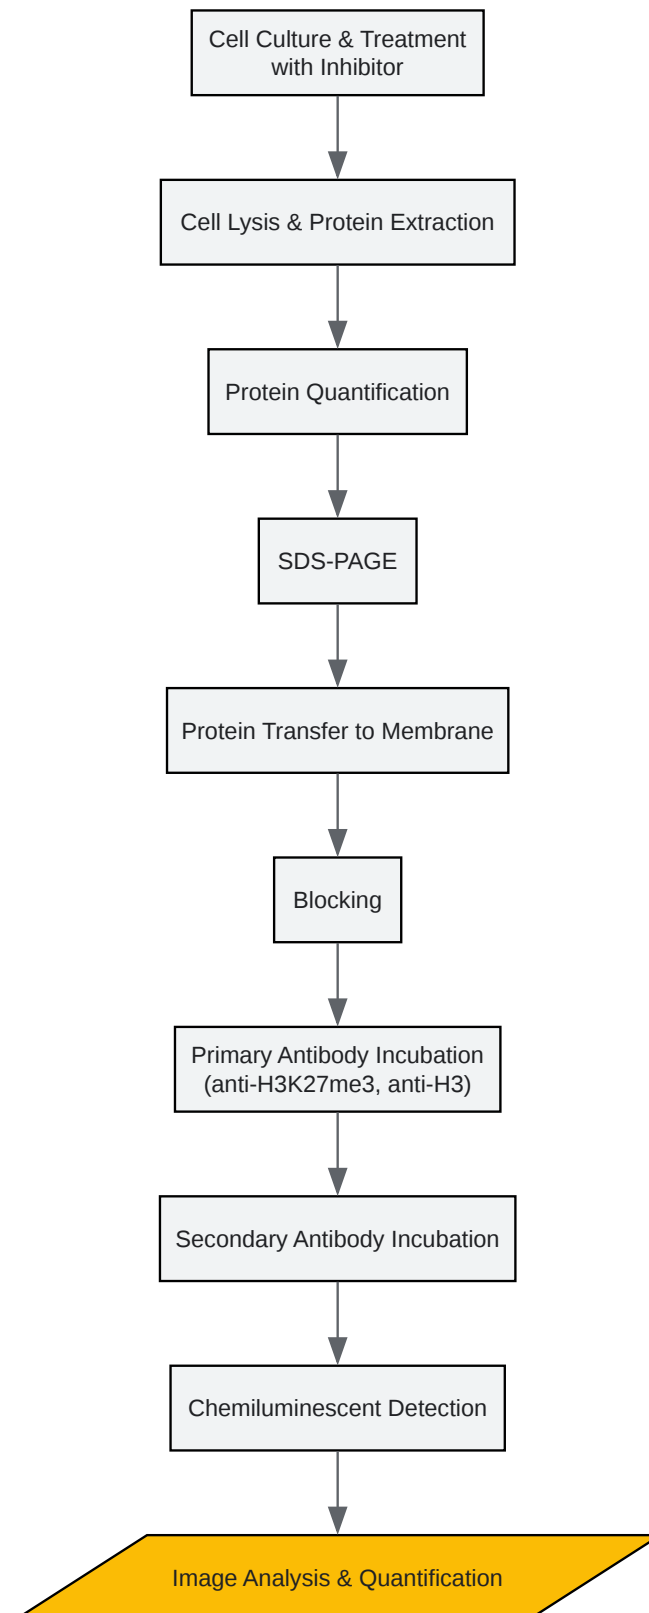 Cell Culture & Treatment
with Inhibitor
Cell Lysis & Protein Extraction
Protein Quantification
SDS-PAGE
Protein Transfer to Membrane
Blocking
Primary Antibody Incubation
(anti-H3K27me3, anti-H3)
Secondary Antibody Incubation
Chemiluminescent Detection
Image Analysis & Quantification